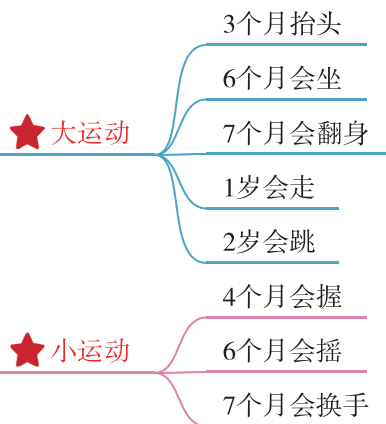 大运动
3个月抬头
6个月会坐
7个月会翻身
1岁会走
2岁会跳
小运动
4个月会握
6个月会摇
7个月会换手